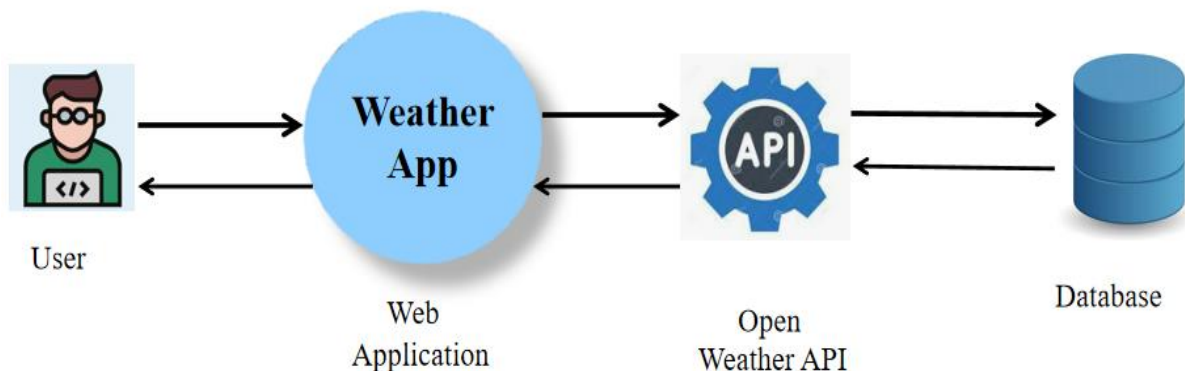 Weather
App
</>
API
User
Web
Application
Open
Weather API
Database